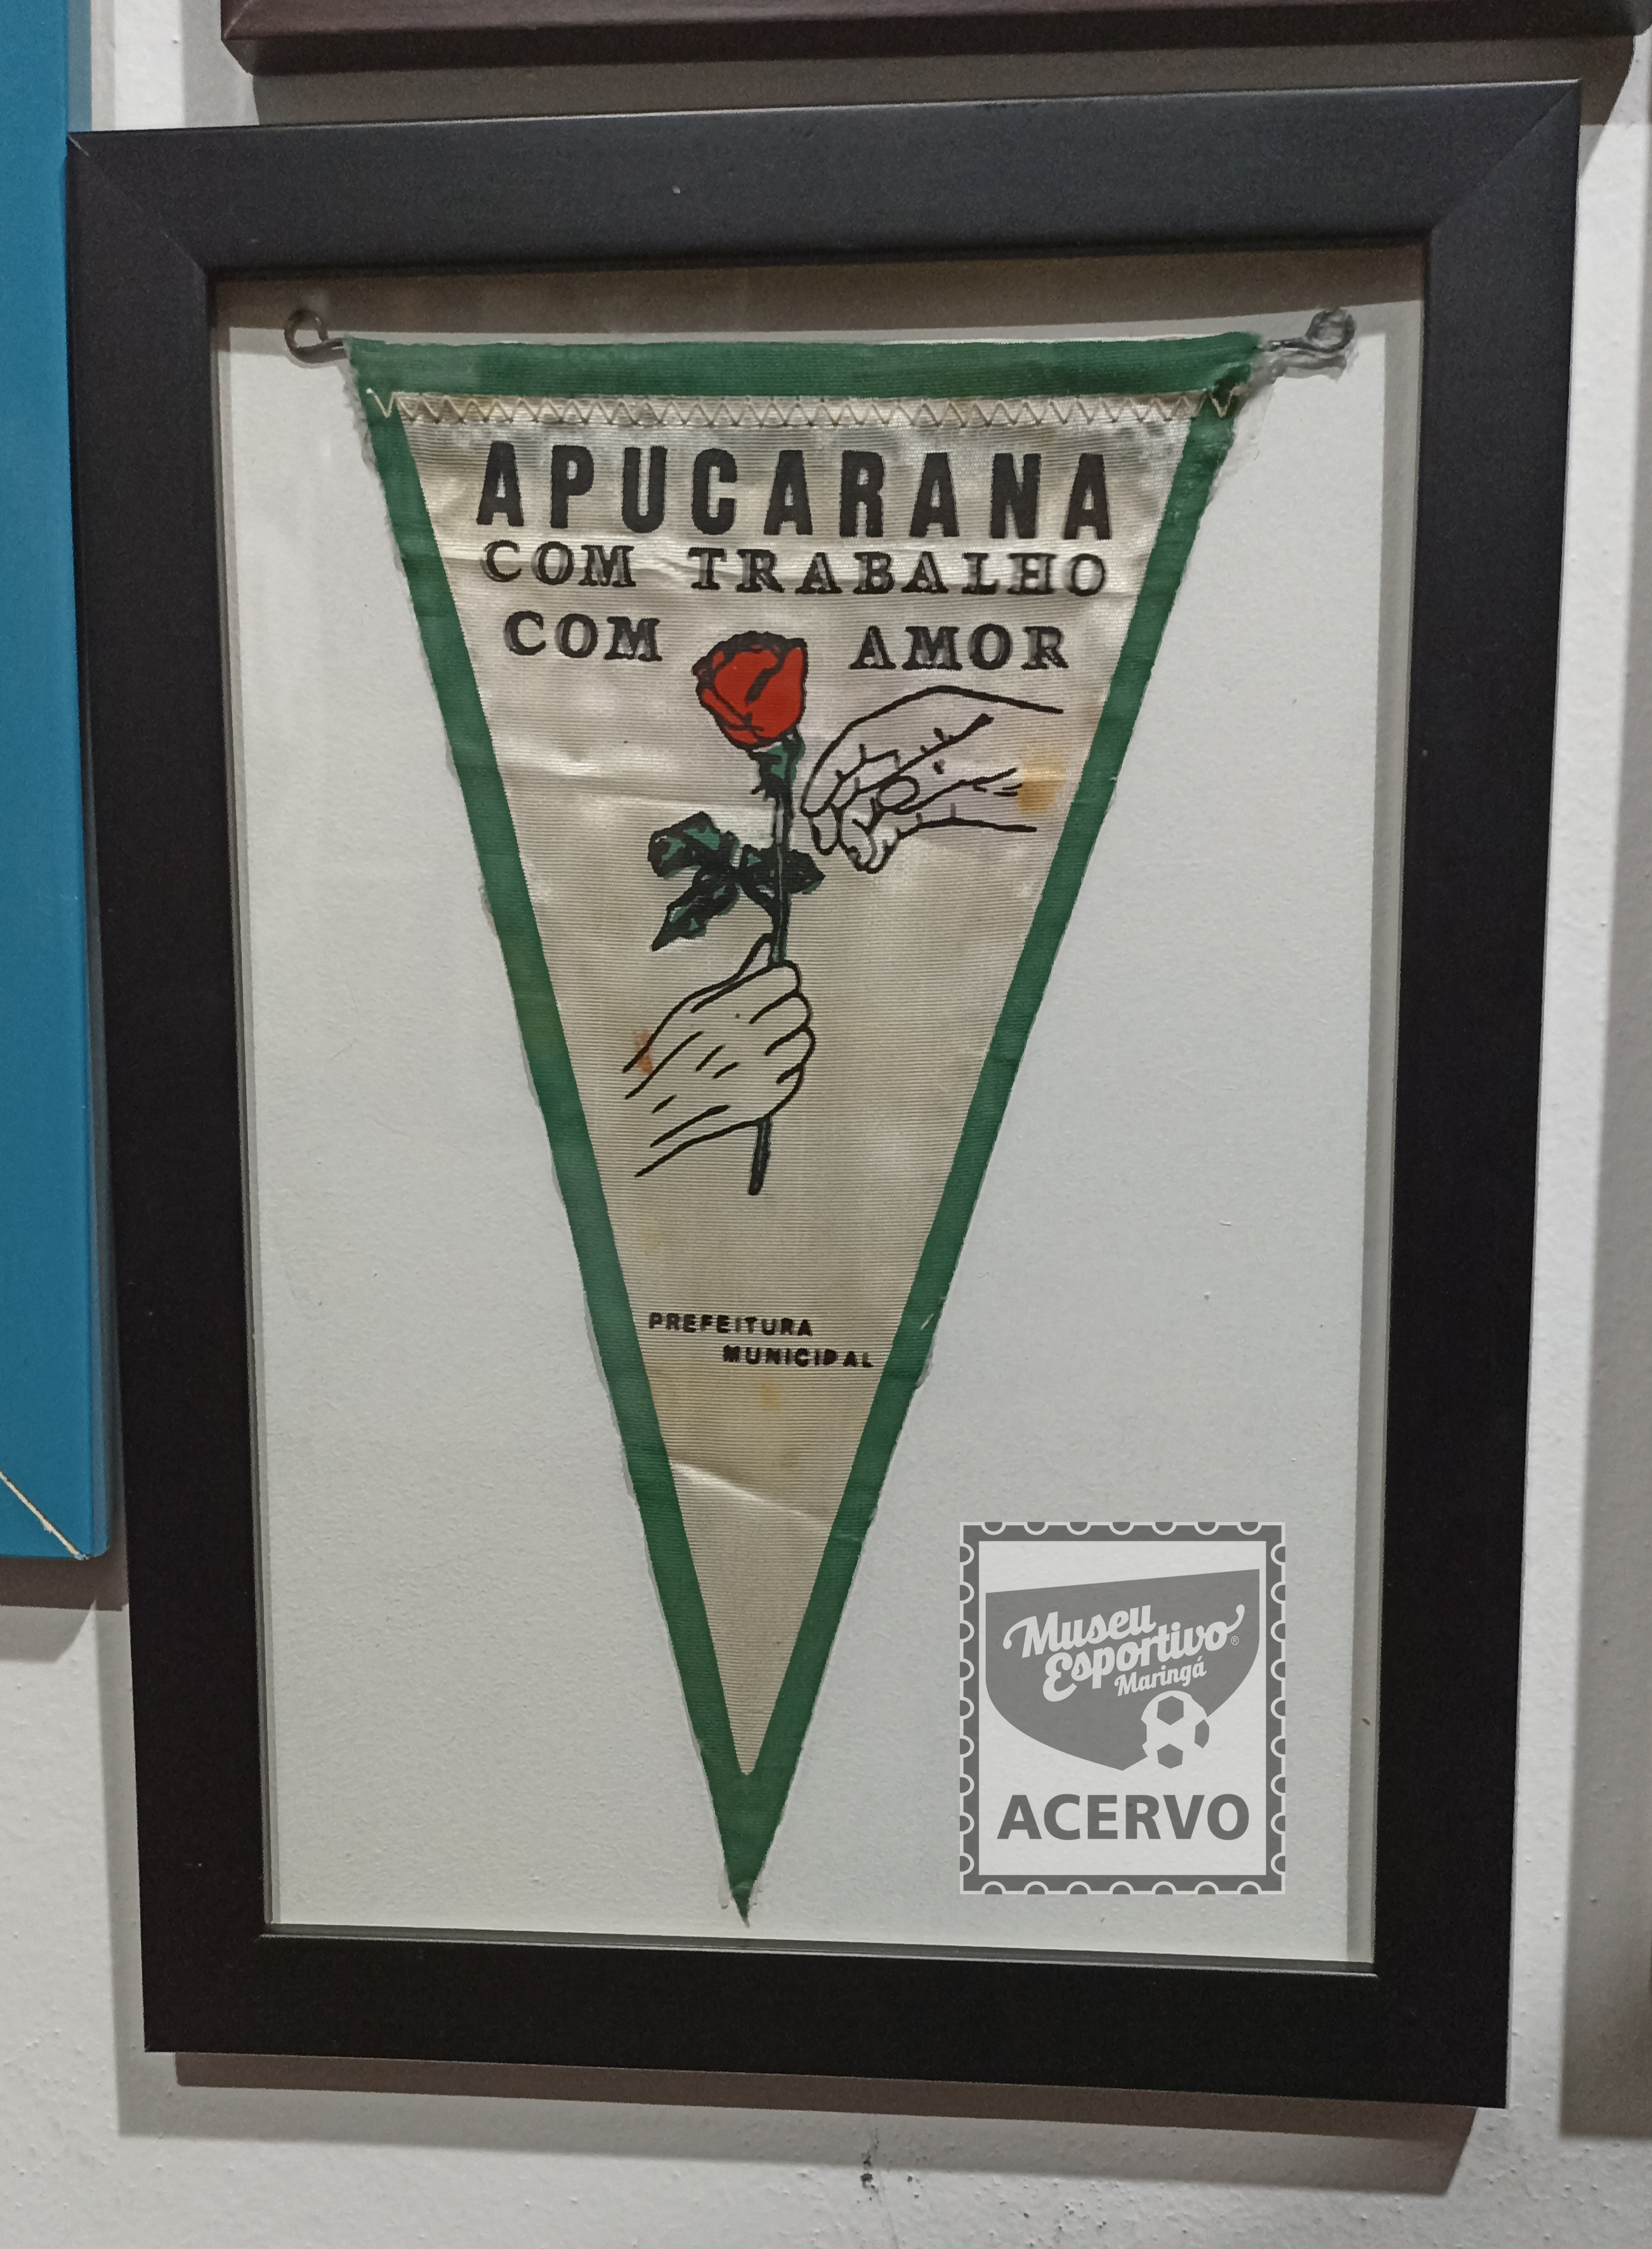 APUCARANA
COM TRABALHO
COM AMOR
PREFEITURA
MUNICIPAL
Museu
Esportivo®
Maringá
ACERVO